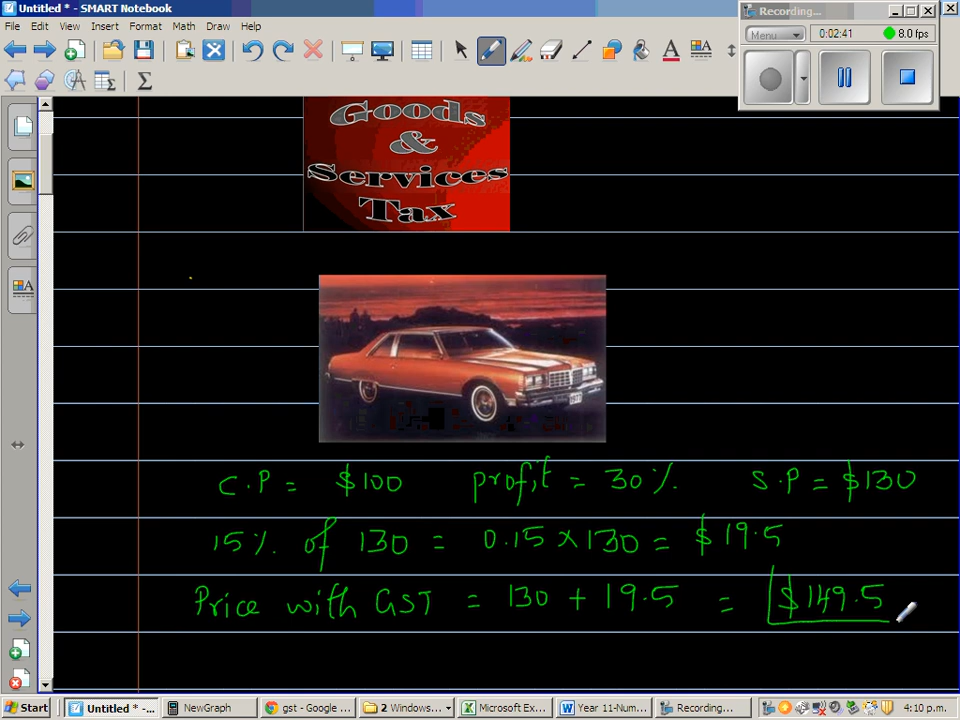 Untitled * - SMART Notebook
Recording...
File Edit View Insert Format Math Draw Help
Menu 0:02:41 8.0 fps
Goods
&
Services
Tax
C.P = $100 profit = 30% S.P = $130
15% of 130 = 0.15 × 130 = $19.5
Price with GST = 130 + 19.5 = $149.5
Start Untitled * -... NewGraph gst - Google ... 2 Windows... Microsoft Ex... Year 11-Num... Recording... 4:10 p.m.